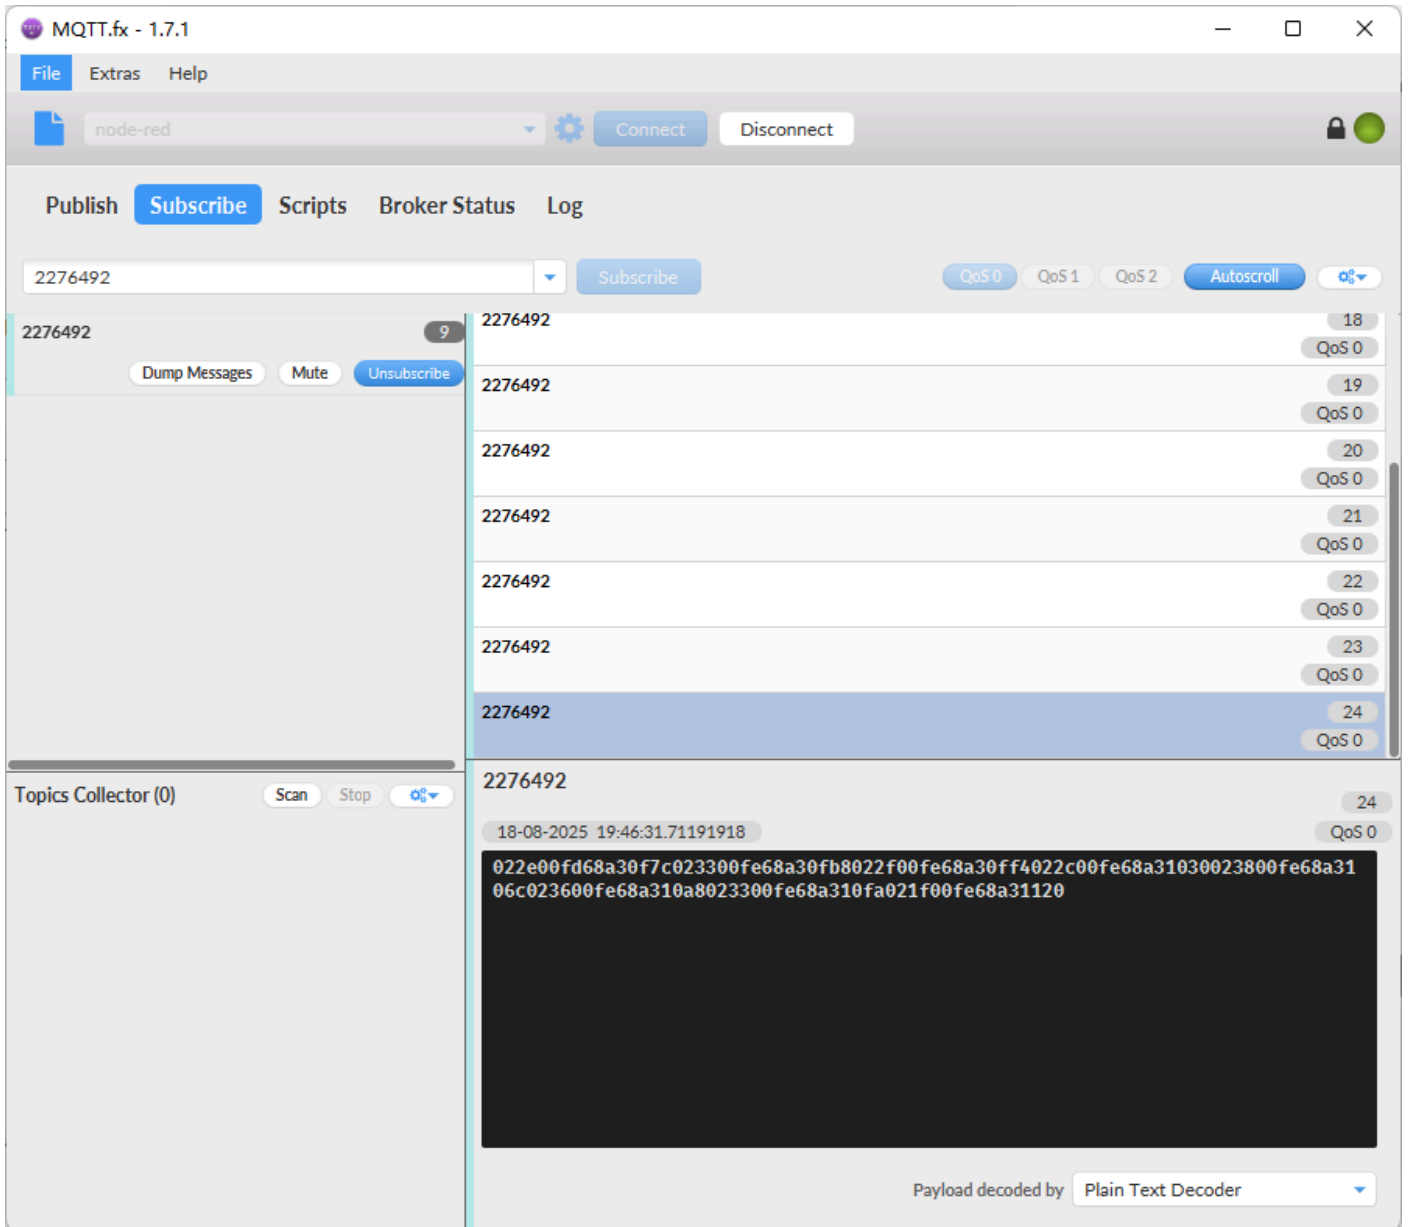 MQTT.fx - 1.7.1
File Extras Help
node-red Connect Disconnect
Publish Subscribe Scripts Broker Status Log
2276492 Subscribe QoS 0 QoS 1 QoS 2 Autoscroll
2276492 9
Dump Messages Mute Unsubscribe
2276492 18
QoS 0
2276492 19
QoS 0
2276492 20
QoS 0
2276492 21
QoS 0
2276492 22
QoS 0
2276492 23
QoS 0
2276492 24
QoS 0
Topics Collector (0) Scan Stop
2276492
24
18-08-2025 19:46:31.71191918 QoS 0
022e00fd68a30f7c023300fe68a30fb8022f00fe68a30ff4022c00fe68a31030023800fe68a31
06c023600fe68a310a8023300fe68a310fa021f00fe68a31120
Payload decoded by Plain Text Decoder